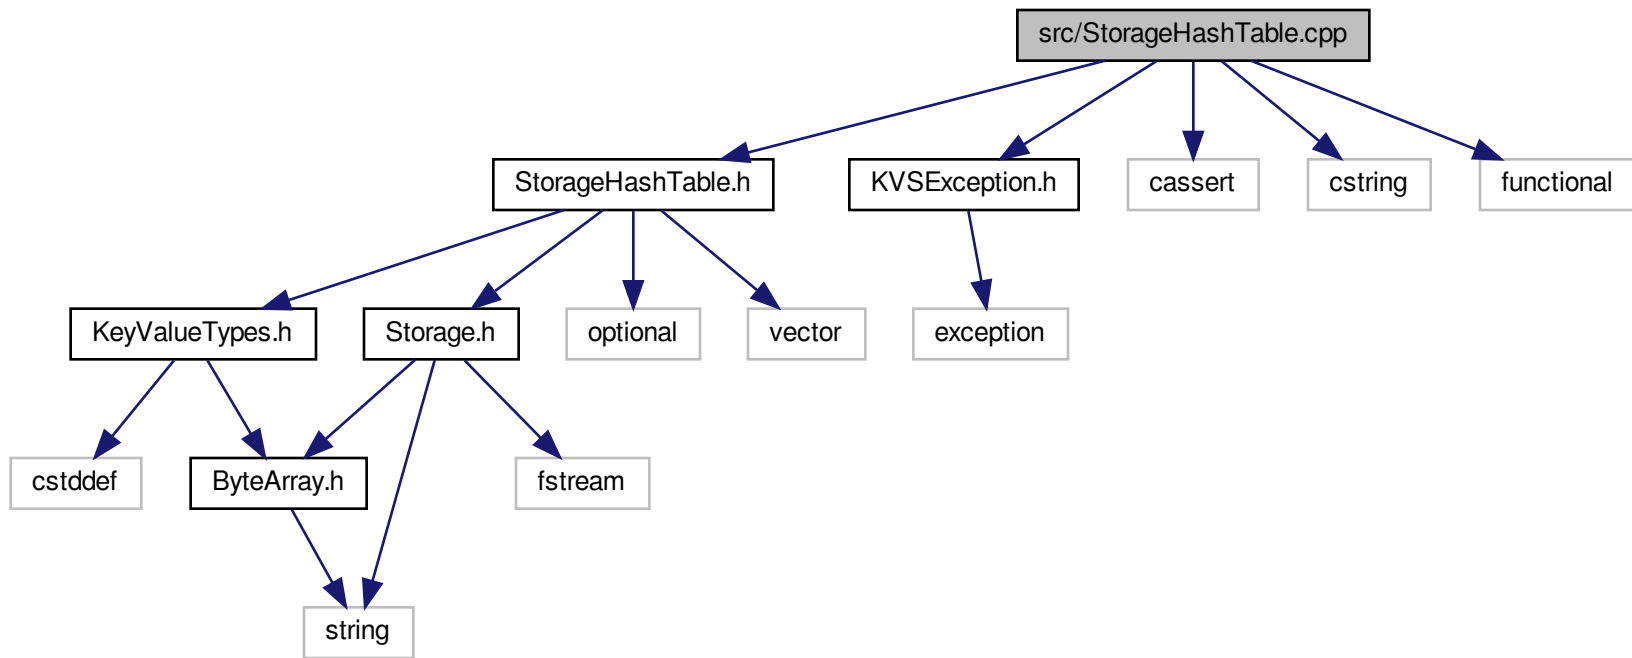 src/StorageHashTable.cpp
StorageHashTable.h
KVSException.h
cassert
cstring
functional
KeyValueTypes.h
Storage.h
optional
vector
exception
cstddef
ByteArray.h
fstream
string